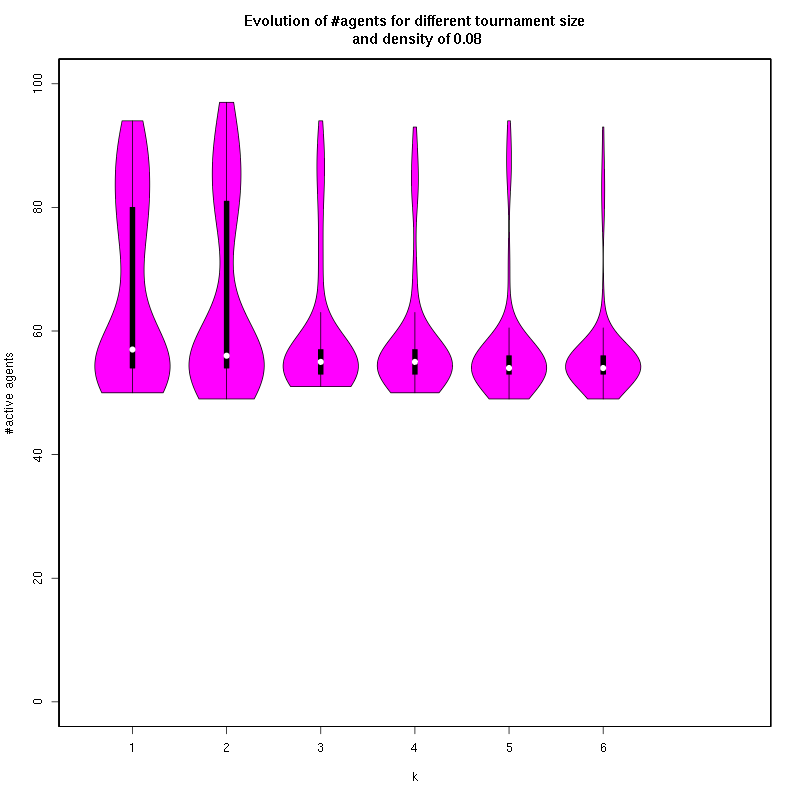 Evolution of #agents for different tournament size
and density of 0.08
100
80
60
40
20
0
#active agents
1 2 3 4 5 6
k